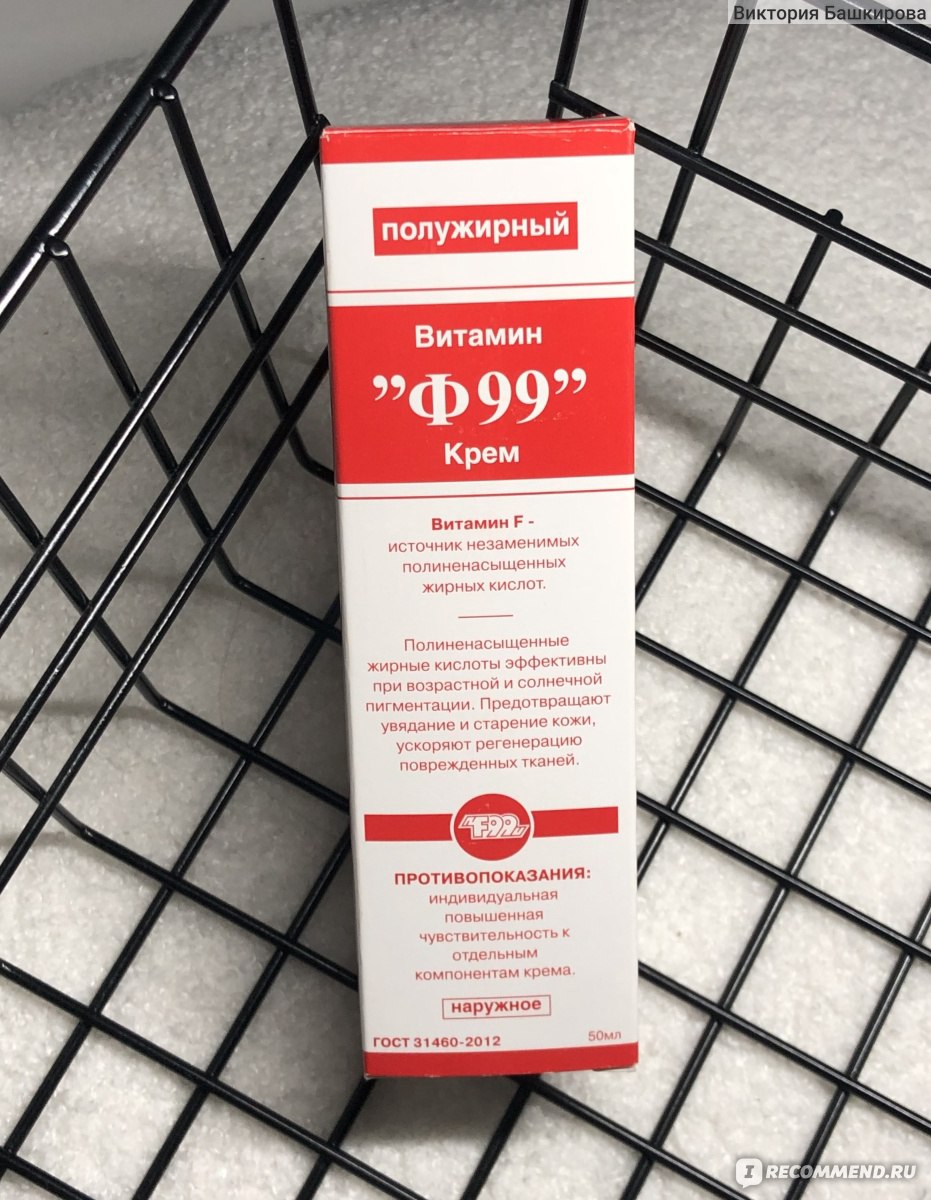 Виктория Башкирова
полужирный
Витамин
”Ф99”
Крем
Витамин F -
источник незаменимых
полиненасыщенных
жирных кислот.
Полиненасыщенные
жирные кислоты эффективны
при возрастной и солнечной
пигментации. Предотвращают
увядание и старение кожи,
ускоряют регенерацию
поврежденных тканей.
"F99"
ПРОТИВОПОКАЗАНИЯ:
индивидуальная
повышенная
чувствительность к
отдельным
компонентам крема.
наружное
ГОСТ 31460-2012 50мл
IRECOMMEND.RU